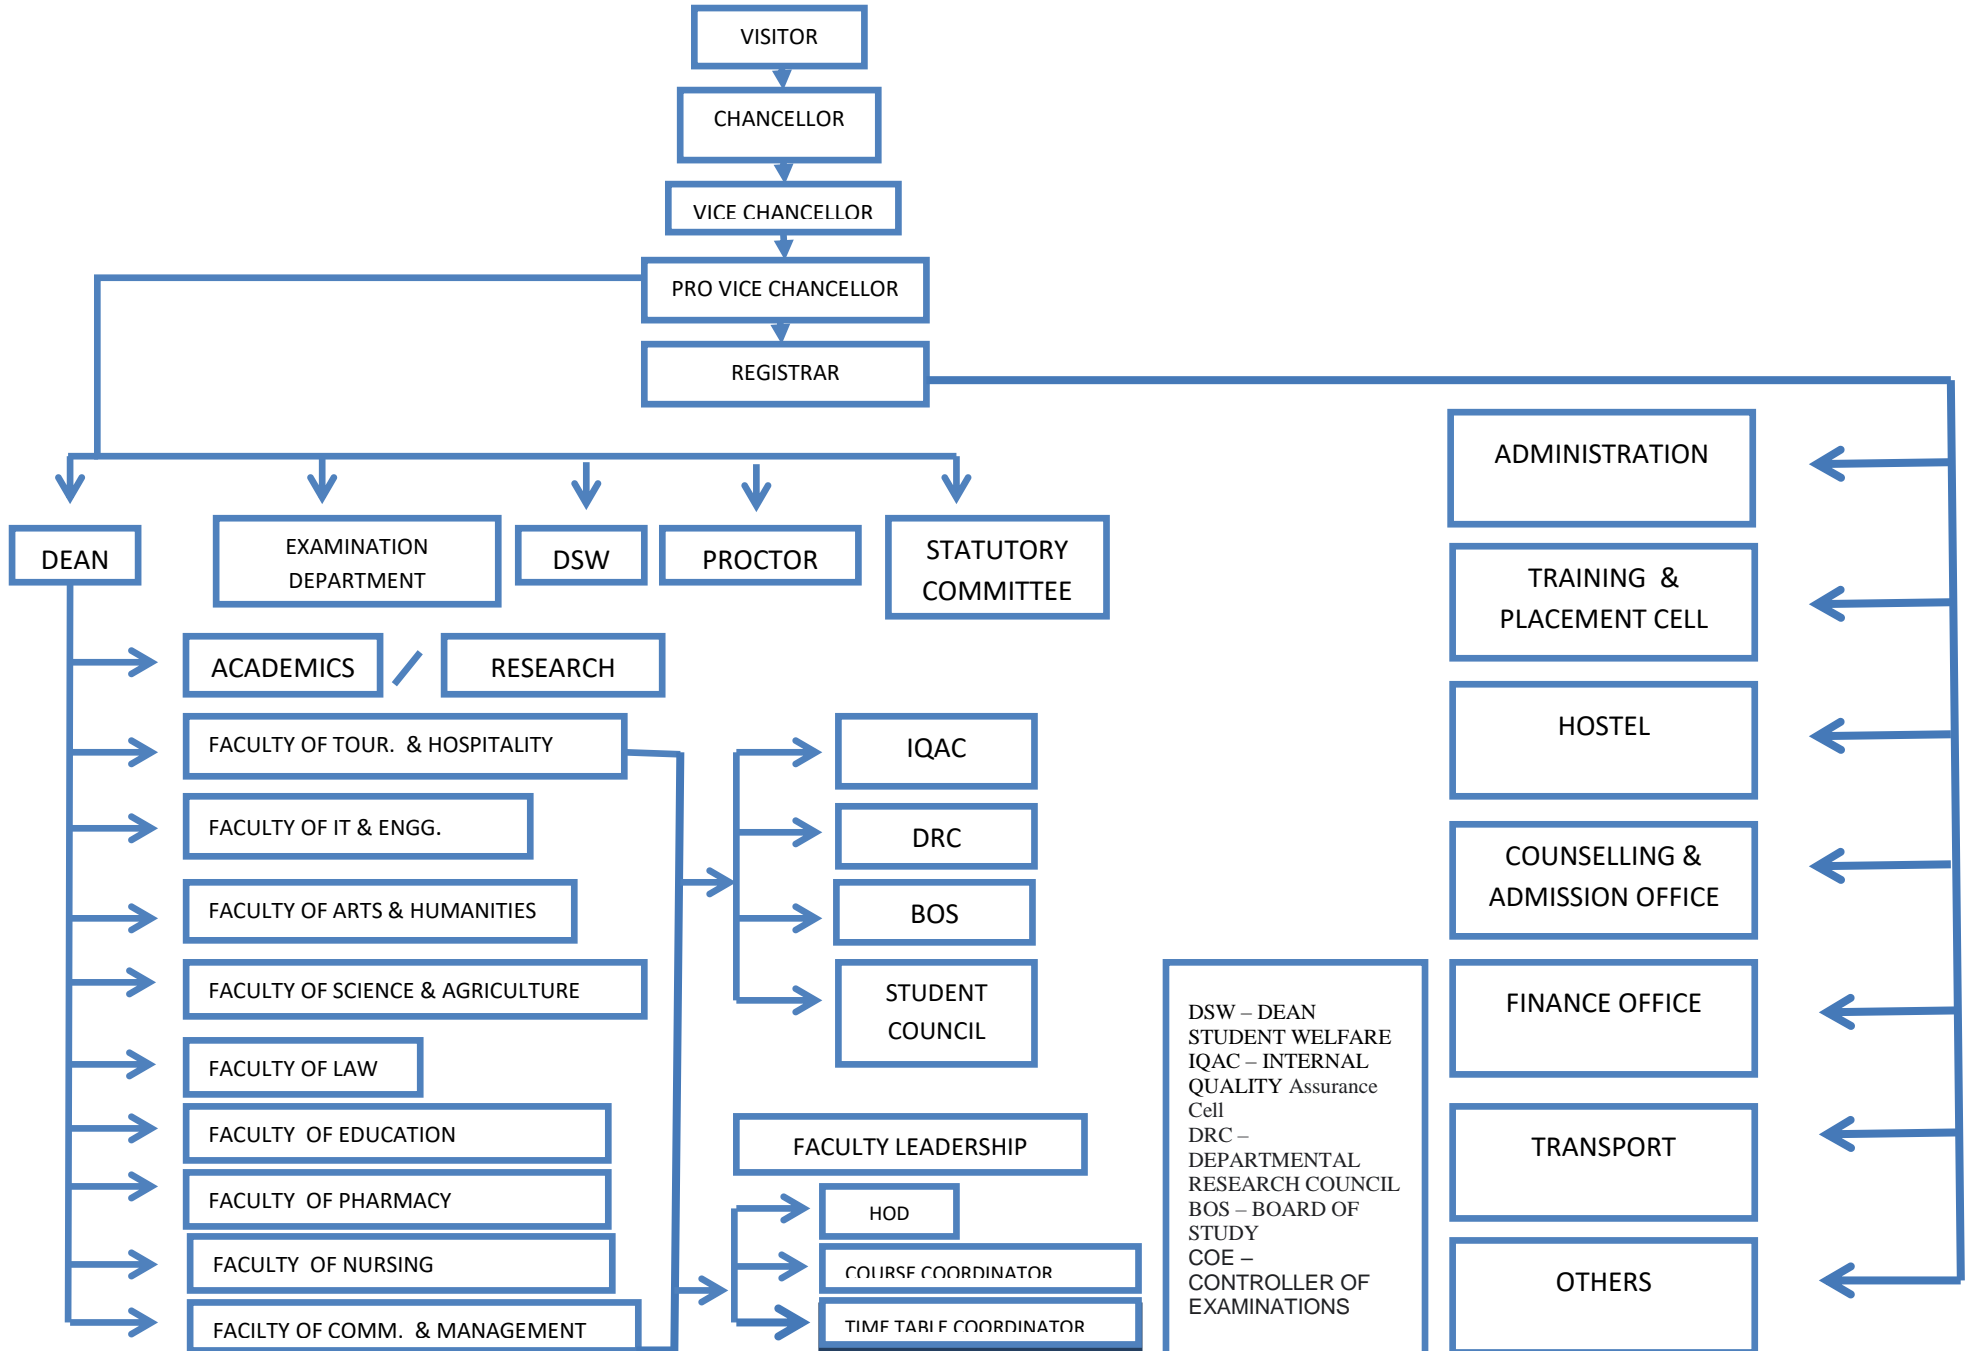 VISITOR
CHANCELLOR
VICE CHANCELLOR
PRO VICE CHANCELLOR
REGISTRAR
DEAN
EXAMINATION
DEPARTMENT
DSW
PROCTOR
STATUTORY
COMMITTEE
ACADEMICS
RESEARCH
FACULTY OF TOUR. & HOSPITALITY
FACULTY OF IT & ENGG.
FACULTY OF ARTS & HUMANITIES
FACULTY OF SCIENCE & AGRICULTURE
FACULTY OF LAW
FACULTY OF EDUCATION
FACULTY OF PHARMACY
FACULTY OF NURSING
FACILTY OF COMM. & MANAGEMENT
IQAC
DRC
BOS
STUDENT
COUNCIL
FACULTY LEADERSHIP
HOD
COURSE COORDINATOR
TIME TABLE COORDINATOR
DSW – DEAN
STUDENT WELFARE
IQAC – INTERNAL
QUALITY Assurance
Cell
DRC –
DEPARTMENTAL
RESEARCH COUNCIL
BOS – BOARD OF
STUDY
COE –
CONTROLLER OF
EXAMINATIONS
ADMINISTRATION
TRAINING &
PLACEMENT CELL
HOSTEL
COUNSELLING &
ADMISSION OFFICE
FINANCE OFFICE
TRANSPORT
OTHERS